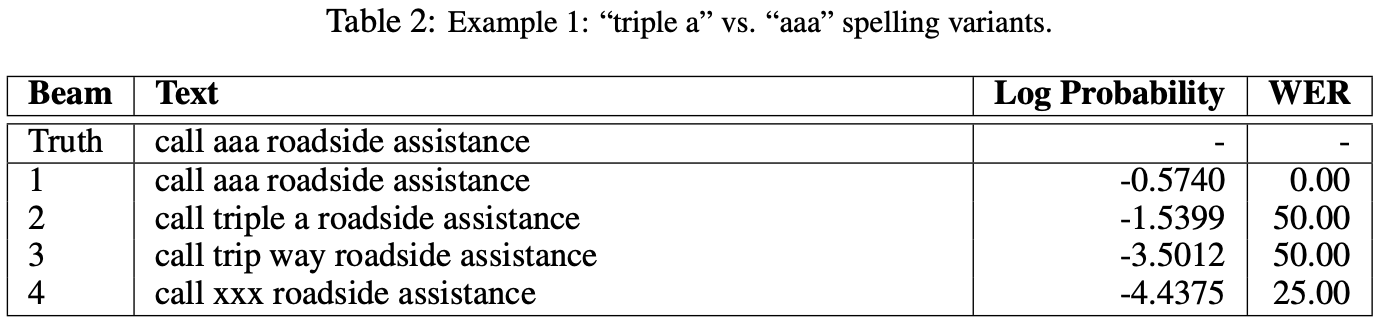 Table 2: Example 1: “triple a” vs. “aaa” spelling variants.
Beam Text Log Probability WER
Truth call aaa roadside assistance - -
1 call aaa roadside assistance -0.5740 0.00
2 call triple a roadside assistance -1.5399 50.00
3 call trip way roadside assistance -3.5012 50.00
4 call xxx roadside assistance -4.4375 25.00